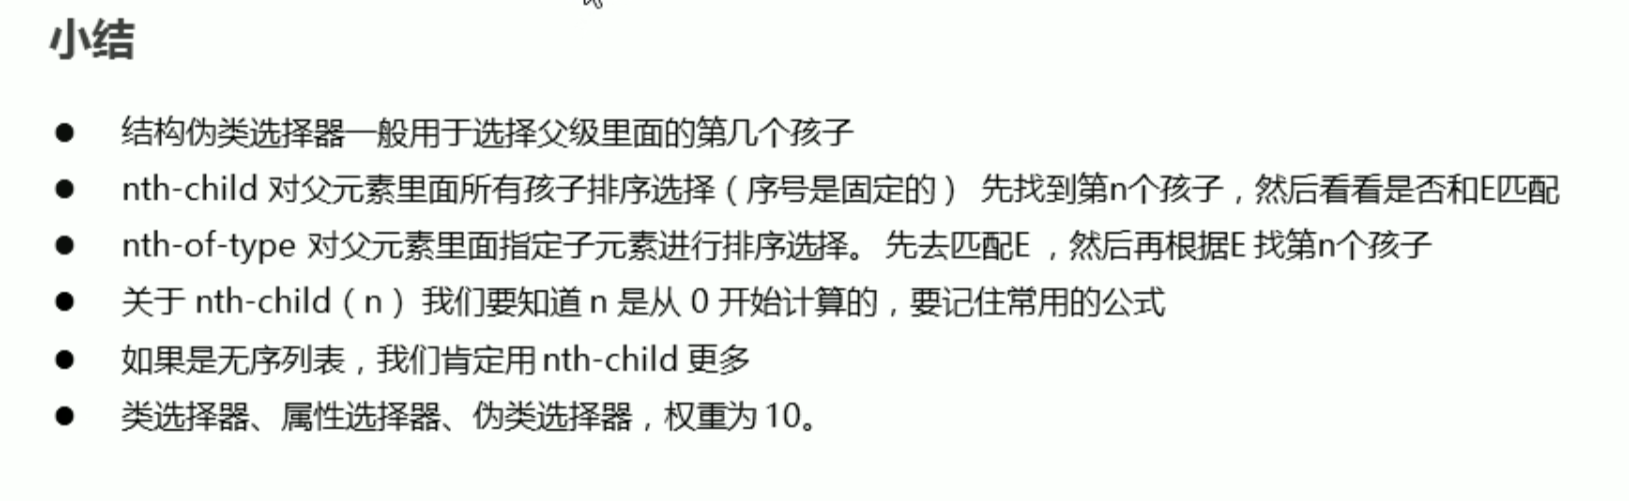 小结
● 结构伪类选择器一般用于选择父级里面的第几个孩子
● nth-child 对父元素里面所有孩子排序选择（序号是固定的） 先找到第n个孩子，然后看看是否和E匹配
● nth-of-type 对父元素里面指定子元素进行排序选择。 先去匹配E ，然后再根据E 找第n个孩子
● 关于 nth-child（n） 我们要知道 n 是从 0 开始计算的，要记住常用的公式
● 如果是无序列表，我们肯定用 nth-child 更多
● 类选择器、属性选择器、伪类选择器，权重为 10。